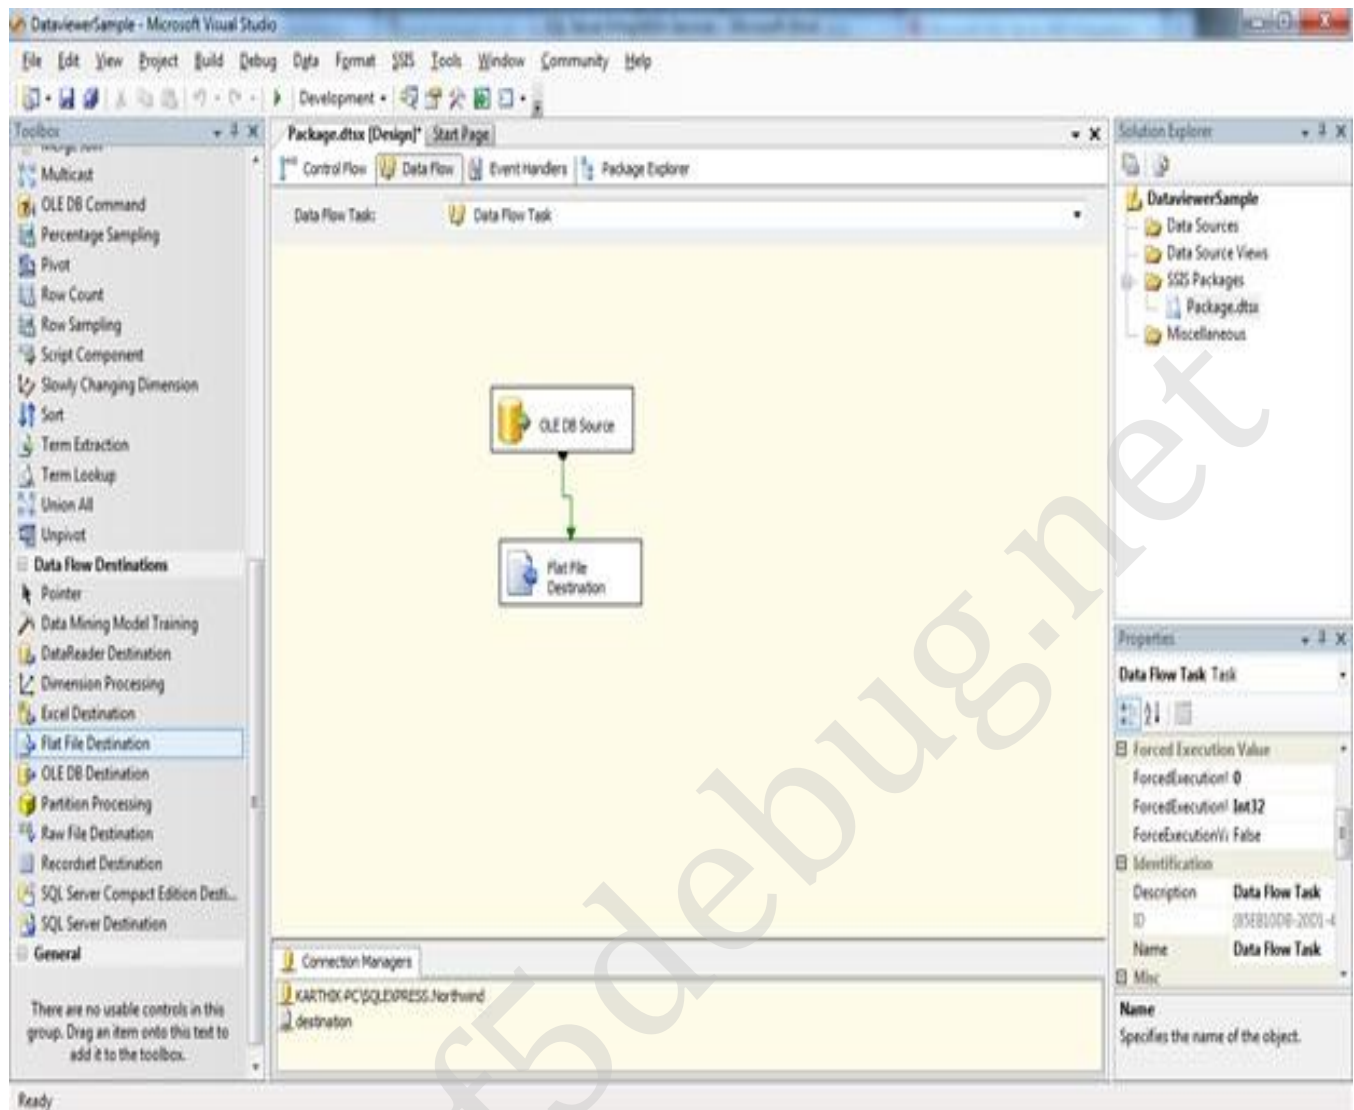 DataviewerSample - Microsoft Visual Studio
File Edit View Project Build Debug Data Format SSIS Tools Window Community Help
Development
Toolbox
Merge Join
Multicast
OLE DB Command
Percentage Sampling
Pivot
Row Count
Row Sampling
Script Component
Slowly Changing Dimension
Sort
Term Extraction
Term Lookup
Union All
Unpivot
Data Flow Destinations
Pointer
Data Mining Model Training
DataReader Destination
Dimension Processing
Excel Destination
Flat File Destination
OLE DB Destination
Partition Processing
Raw File Destination
Recordset Destination
SQL Server Compact Edition Desti...
SQL Server Destination
General
There are no usable controls in this
group. Drag an item onto this text to
add it to the toolbox.
Package.dtsx [Design]* Start Page
Control Flow Data Flow Event Handlers Package Explorer
Data Flow Task: Data Flow Task
OLE DB Source
Flat File
Destination
Connection Managers
KARTHIK-PC\SQLEXPRESS.Northwind
destination
Solution Explorer
DataviewerSample
Data Sources
Data Source Views
SSIS Packages
Package.dtsx
Miscellaneous
Properties
Data Flow Task Task
Forced Execution Value
ForcedExecution 0
ForcedExecution Int32
ForceExecutionV False
Identification
Description Data Flow Task
ID
Name Data Flow Task
Misc
Name
Specifies the name of the object.
Ready
f5debug.net